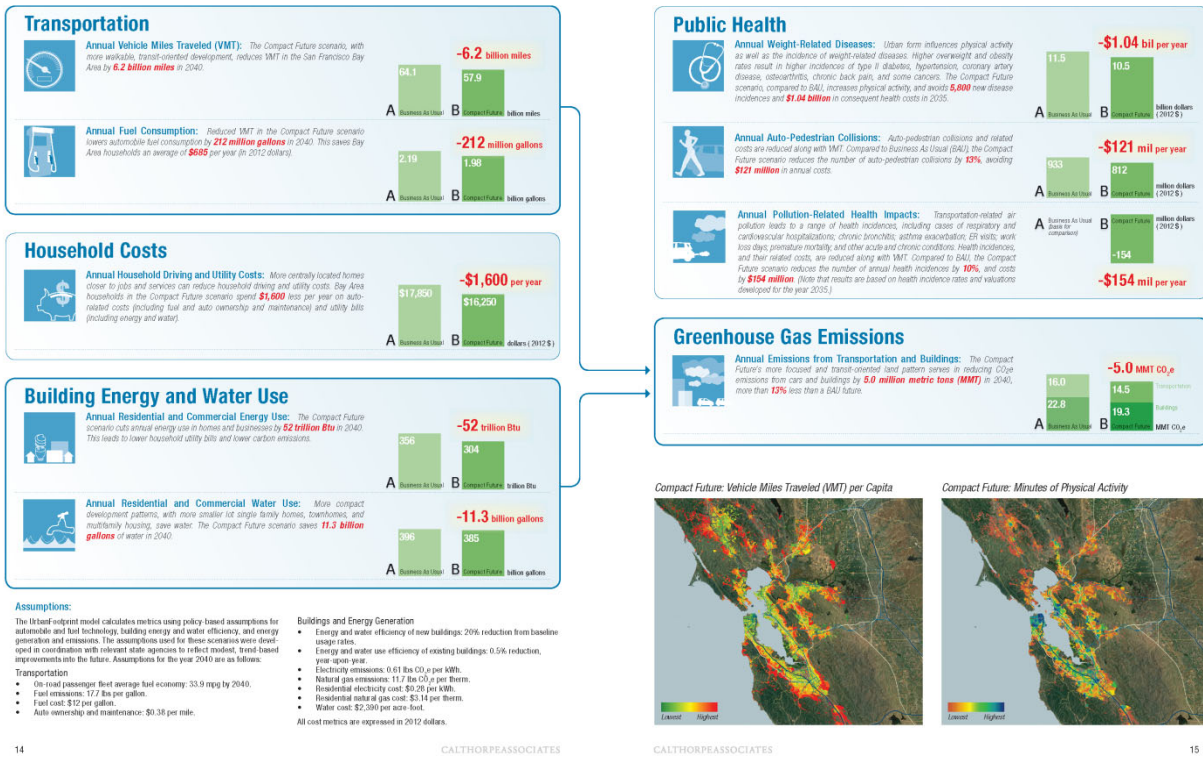 Transportation
Annual Vehicle Miles Traveled (VMT): The Compact Future scenario, with
more walkable, transit-oriented development, reduces VMT in the San Francisco Bay
Area by 6.2 billion miles in 2040.
-6.2 billion miles
64.1
57.9
A Business As Usual B Compact Future billion miles
Annual Fuel Consumption: Reduced VMT in the Compact Future scenario
lowers automobile fuel consumption by 212 million gallons in 2040. This saves Bay
Area households an average of $685 per year (in 2012 dollars).
-212 million gallons
2.19
1.98
A Business As Usual B Compact Future billion gallons
Household Costs
Annual Household Driving and Utility Costs: More centrally located homes
closer to jobs and services can reduce household driving and utility costs. Bay Area
households in the Compact Future scenario spend $1,600 less per year on auto-
related costs (including fuel and auto ownership and maintenance) and utility bills
(including energy and water).
-$1,600 per year
$17,850
$16,250
A Business As Usual B Compact Future dollars (2012 $)
Building Energy and Water Use
Annual Residential and Commercial Energy Use: The Compact Future
scenario cuts annual energy use in homes and businesses by 52 trillion Btu in 2040.
This leads to lower household utility bills and lower carbon emissions.
-52 trillion Btu
356
304
A Business As Usual B Compact Future trillion Btu
Annual Residential and Commercial Water Use: More compact
development patterns, with more smaller lot single family homes, townhomes, and
multifamily housing, save water. The Compact Future scenario saves 11.3 billion
gallons of water in 2040.
-11.3 billion gallons
396
385
A Business As Usual B Compact Future billion gallons
Assumptions:
The UrbanFootprint model calculates metrics using policy-based assumptions for
automobile and fuel technology, building energy and water efficiency, and energy
generation and emissions. The assumptions used for these scenarios were devel-
oped in coordination with relevant state agencies to reflect modest, trend-based
improvements into the future. Assumptions for the year 2040 are as follows:
Transportation
• On-road passenger fleet average fuel economy: 33.9 mpg by 2040.
• Fuel emissions: 17.7 lbs per gallon.
• Fuel cost: $12 per gallon.
• Auto ownership and maintenance: $0.38 per mile.
Buildings and Energy Generation
• Energy and water efficiency of new buildings: 20% reduction from baseline
usage rates.
• Energy and water use efficiency of existing buildings: 0.5% reduction,
year-upon-year.
• Electricity emissions: 0.61 lbs CO₂e per kWh.
• Natural gas emissions: 11.7 lbs CO₂e per therm.
• Residential electricity cost: $0.28 per kWh.
• Residential natural gas cost: $3.14 per therm.
• Water cost: $2,390 per acre-foot.
All cost metrics are expressed in 2012 dollars.
14
CALTHORPEASSOCIATES
Public Health
Annual Weight-Related Diseases: Urban form influences physical activity
as well as the incidence of weight-related diseases. Higher overweight and obesity
rates result in higher incidences of type II diabetes, hypertension, coronary artery
disease, osteoarthritis, chronic back pain, and some cancers. The Compact Future
scenario, compared to BAU, increases physical activity, and avoids 5,800 new disease
incidences and $1.04 billion in consequent health costs in 2035.
-$1.04 bil per year
11.5
10.5
A Business As Usual B Compact Future billion dollars
(2012 $)
Annual Auto-Pedestrian Collisions: Auto-pedestrian collisions and related
costs are reduced along with VMT. Compared to Business As Usual (BAU), the Compact
Future scenario reduces the number of auto-pedestrian collisions by 13%, avoiding
$121 million in annual costs.
-$121 mil per year
933
812
A Business As Usual B Compact Future million dollars
(2012 $)
Annual Pollution-Related Health Impacts: Transportation-related air
pollution leads to a range of health incidences, including cases of respiratory and
cardiovascular hospitalizations; chronic bronchitis; asthma exacerbation; ER visits; work
loss days; premature mortality; and other acute and chronic conditions. Health incidences,
and their related costs, are reduced along with VMT. Compared to BAU, the Compact
Future scenario reduces the number of annual health incidences by 10%, and costs
by $154 million. (Note that results are based on health incidence rates and valuations
developed for the year 2035.)
A Business As Usual
(basis for
comparison)
B Compact Future million dollars
(2012 $)
-154
-$154 mil per year
Greenhouse Gas Emissions
Annual Emissions from Transportation and Buildings: The Compact
Future's more focused and transit-oriented land pattern serves in reducing CO₂e
emissions from cars and buildings by 5.0 million metric tons (MMT) in 2040,
more than 13% less than a BAU future.
-5.0 MMT CO₂e
16.0
14.5 Transportation
22.8
19.3 Buildings
A Business As Usual B Compact Future MMT CO₂e
Compact Future: Vehicle Miles Traveled (VMT) per Capita
Lowest Highest
Compact Future: Minutes of Physical Activity
Lowest Highest
CALTHORPEASSOCIATES
15